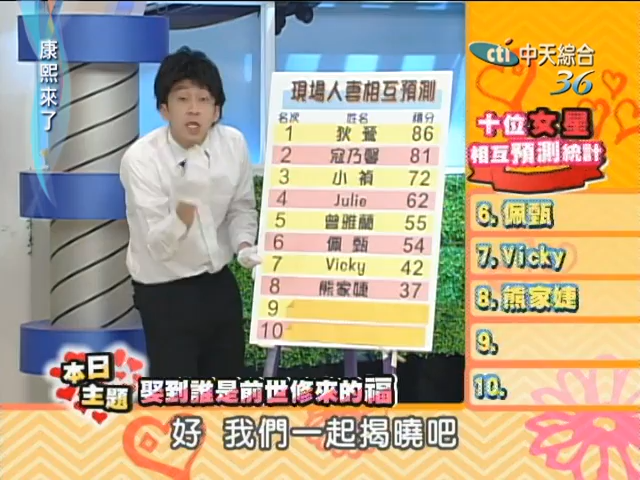 康熙來了
cti 中天綜合
36
現場人喜相互預測
名次 姓名 積分
1 狄鶯 86
2 寇乃馨 81
3 小禎 72
4 Julie 62
5 曾雅蘭 55
6 佩甄 54
7 Vicky 42
8 熊家婕 37
9
10
十位女星
相互預測統計
6. 佩甄
7. Vicky
8. 熊家婕
9.
10.
本日
主題
娶到誰是前世修來的福
好 我們一起揭曉吧